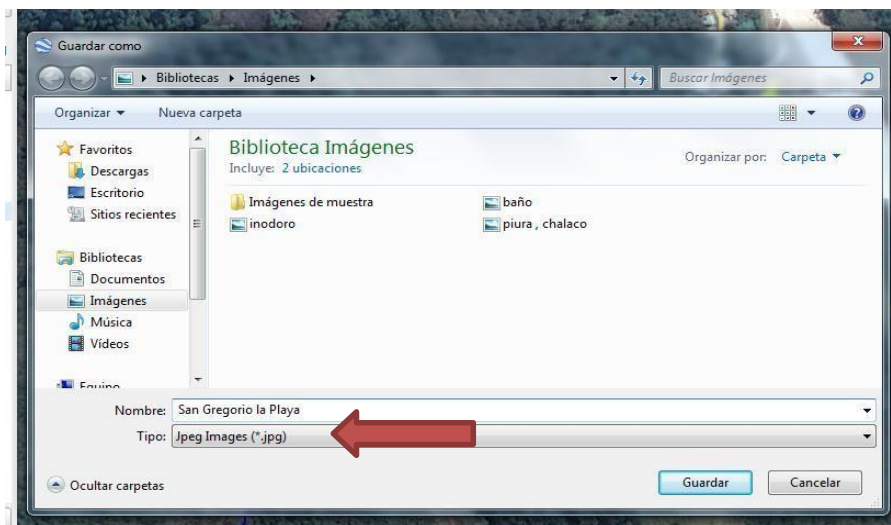 Guardar como
Bibliotecas Imágenes
Buscar Imágenes
Organizar Nueva carpeta
Favoritos
Descargas
Escritorio
Sitios recientes
Bibliotecas
Documentos
Imágenes
Música
Vídeos
Equipo
Biblioteca Imágenes
Incluye: 2 ubicaciones
Organizar por: Carpeta
Imágenes de muestra
baño
inodoro
piura , chalaco
Nombre: San Gregorio la Playa
Tipo: Jpeg Images (*.jpg)
Ocultar carpetas
Guardar
Cancelar